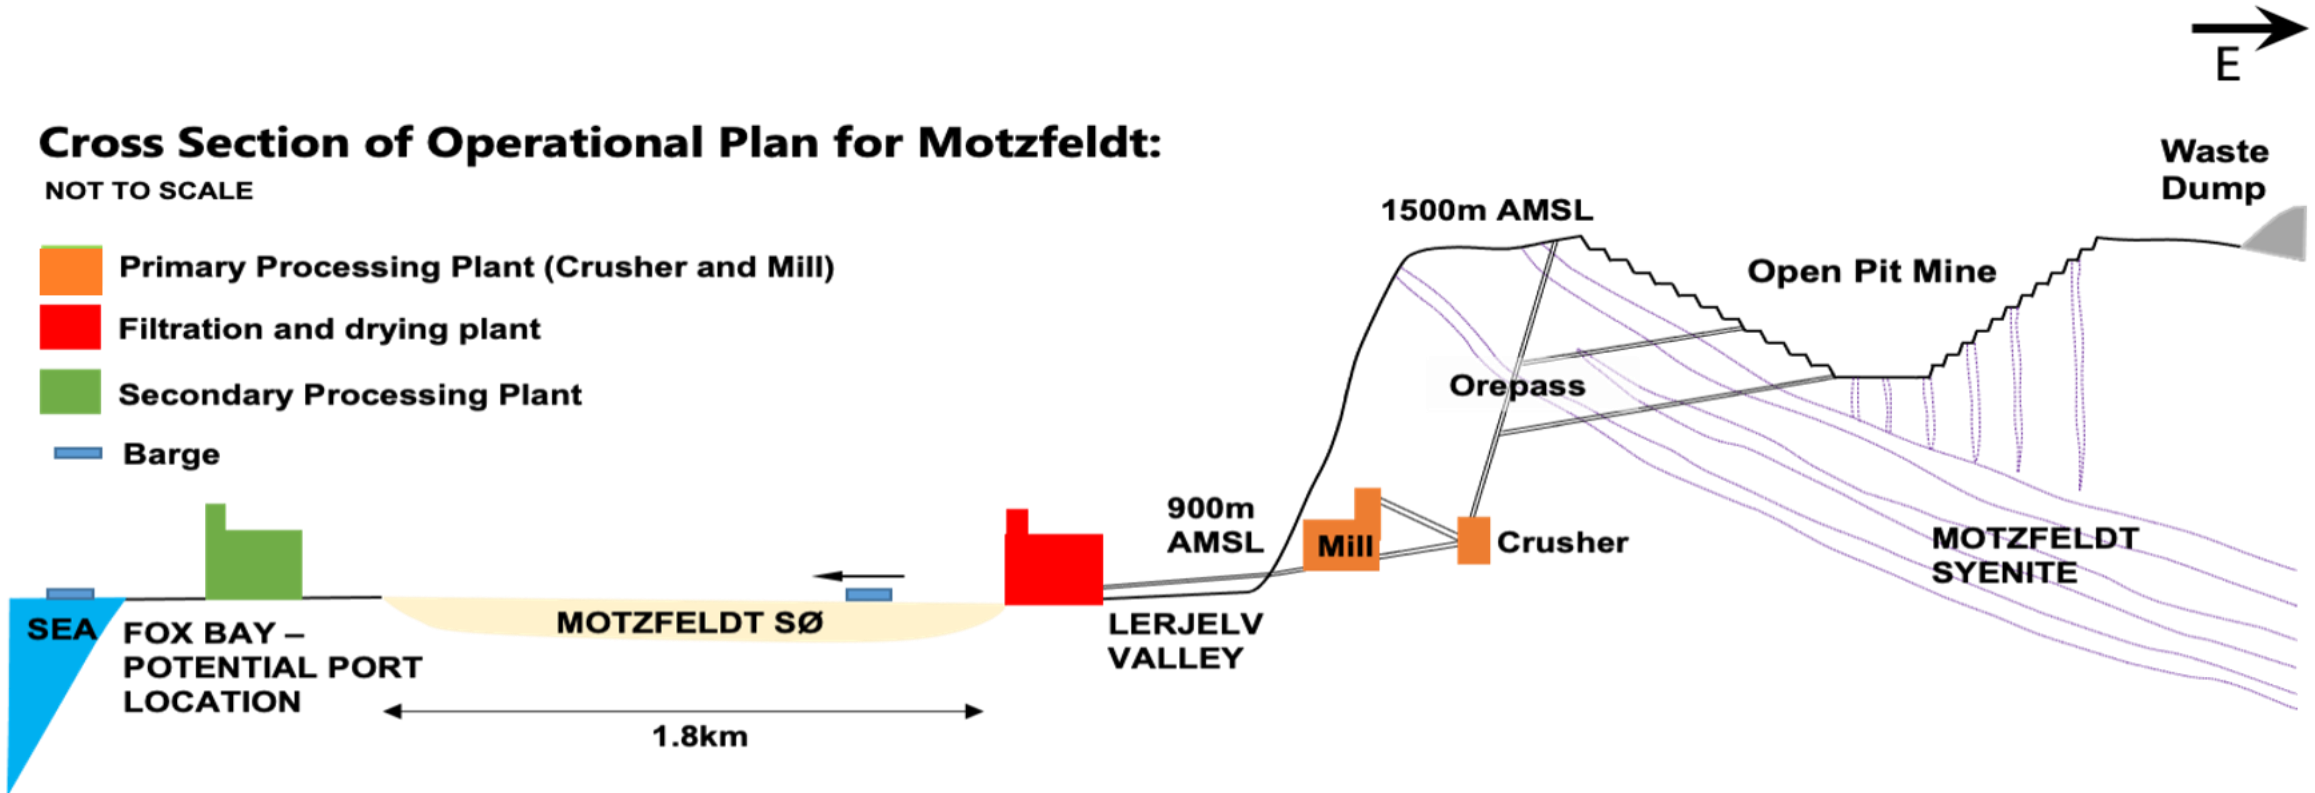 E
Cross Section of Operational Plan for Motzfeldt:
NOT TO SCALE
Waste
Dump
1500m AMSL
Open Pit Mine
Primary Processing Plant (Crusher and Mill)
Filtration and drying plant
Secondary Processing Plant
Barge
Orepass
900m
AMSL
Mill
Crusher
MOTZFELDT
SYENITE
SEA
FOX BAY –
POTENTIAL PORT
LOCATION
MOTZFELDT SØ
LERJELV
VALLEY
1.8km